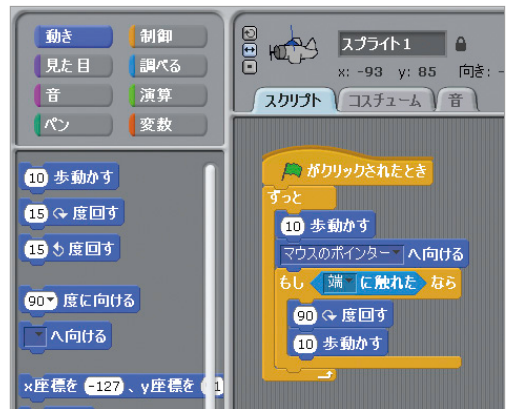 動き 制御
見た目 調べる
音 演算
ペン 変数
10 歩動かす
15 度回す
15 度回す
90 度に向ける
へ向ける
x座標を -127 、y座標を
スプライト1
x: -93 y: 85 向き: -
スクリプト コスチューム 音
がクリックされたとき
ずっと
10 歩動かす
マウスのポインター へ向ける
もし 端 に触れた なら
90 度回す
10 歩動かす